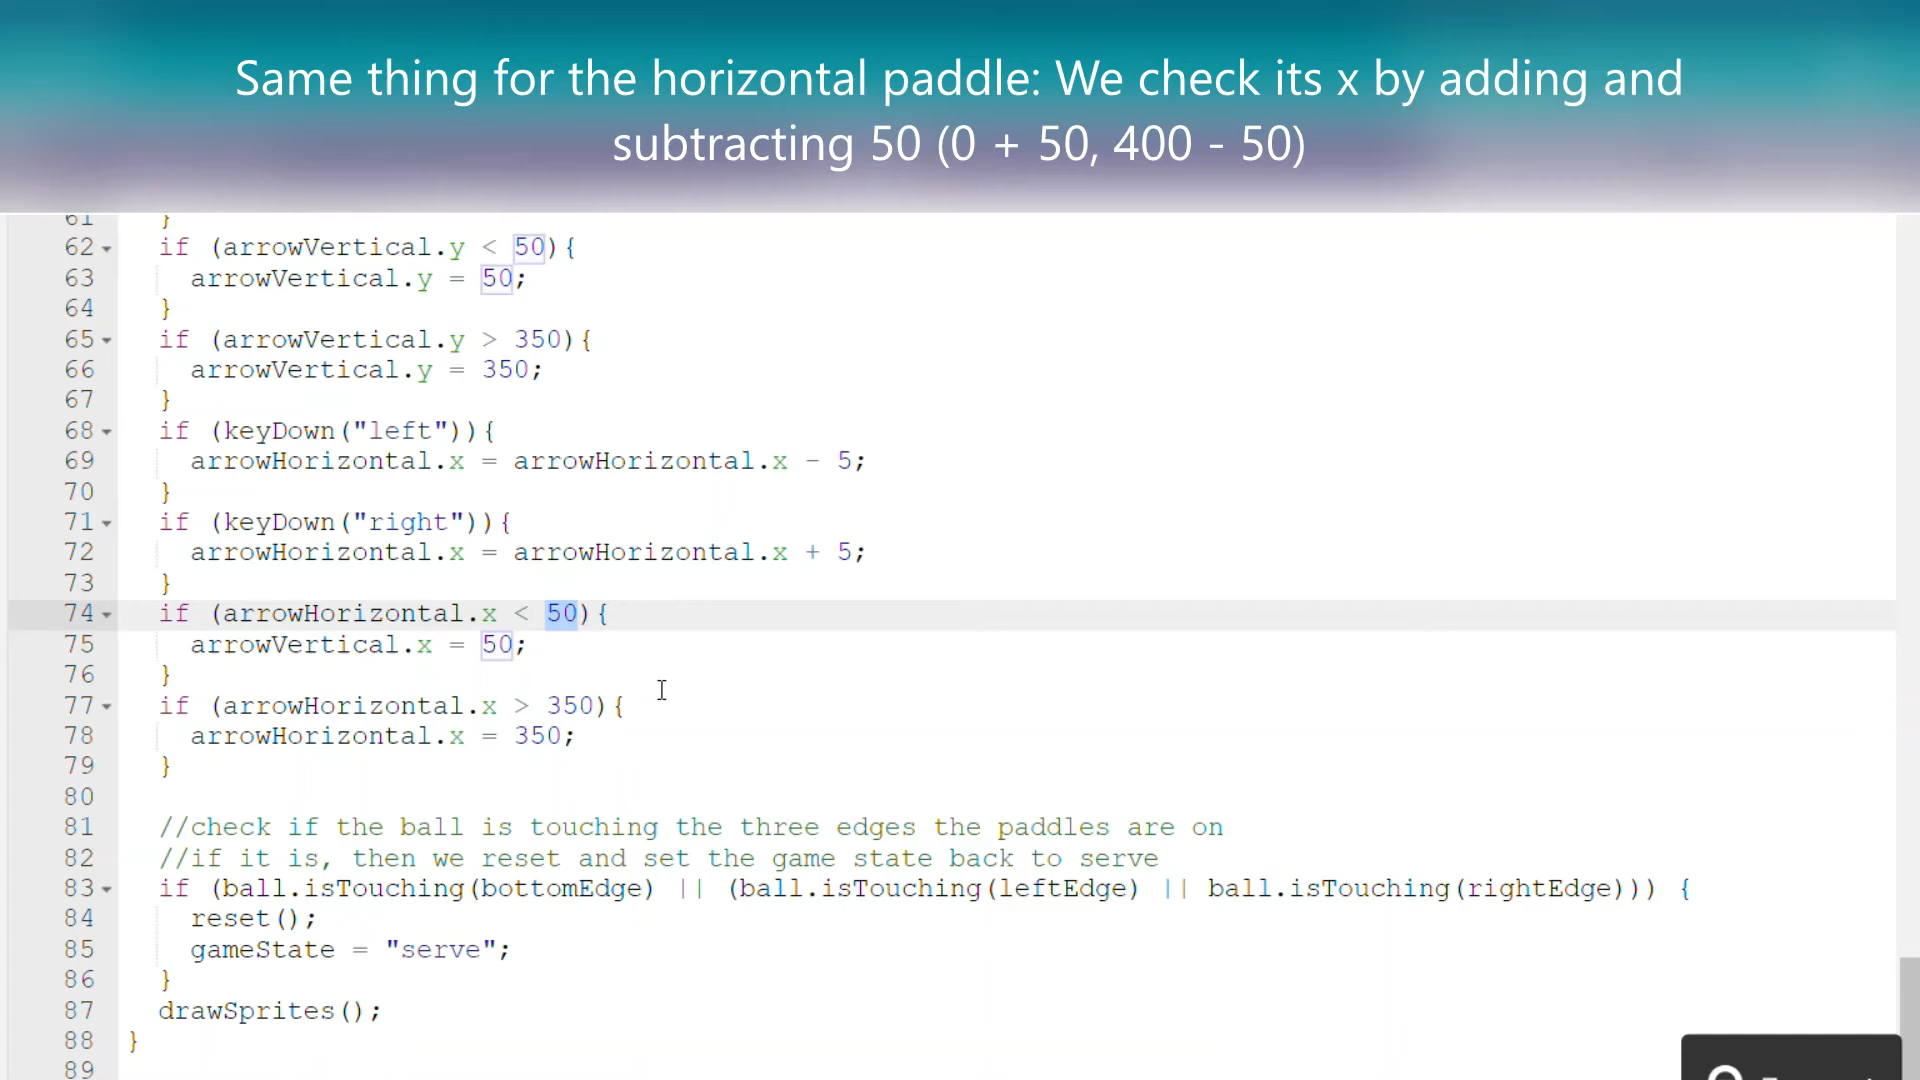 Same thing for the horizontal paddle: We check its x by adding and
subtracting 50 (0 + 50, 400 - 50)
61 }
62 if (arrowVertical.y < 50){
63 arrowVertical.y = 50;
64 }
65 if (arrowVertical.y > 350){
66 arrowVertical.y = 350;
67 }
68 if (keyDown("left")){
69 arrowHorizontal.x = arrowHorizontal.x - 5;
70 }
71 if (keyDown("right")){
72 arrowHorizontal.x = arrowHorizontal.x + 5;
73 }
74 if (arrowHorizontal.x < 50){
75 arrowVertical.x = 50;
76 }
77 if (arrowHorizontal.x > 350){
78 arrowHorizontal.x = 350;
79 }
80
81 //check if the ball is touching the three edges the paddles are on
82 //if it is, then we reset and set the game state back to serve
83 if (ball.isTouching(bottomEdge) || (ball.isTouching(leftEdge) || ball.isTouching(rightEdge))) {
84 reset();
85 gameState = "serve";
86 }
87 drawSprites();
88 }
89